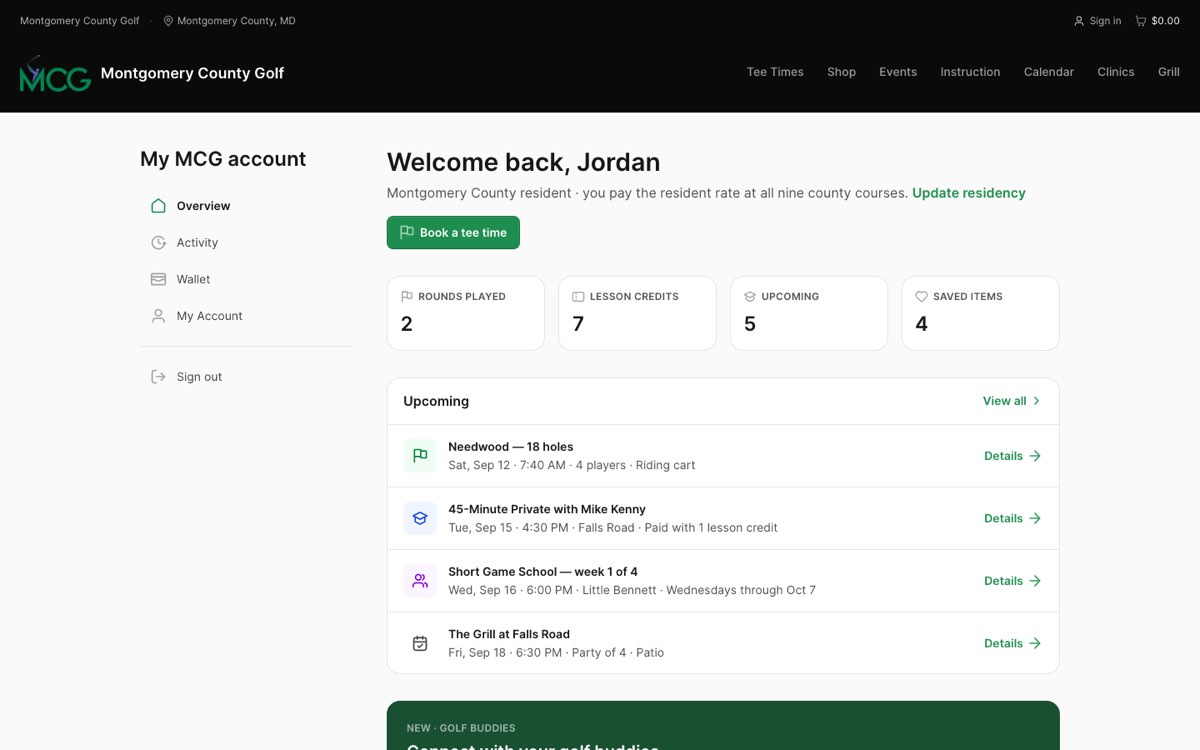 Montgomery County Golf · Montgomery County, MD
Sign in $0.00
MCG Montgomery County Golf
Tee Times Shop Events Instruction Calendar Clinics Grill
My MCG account
Overview
Activity
Wallet
My Account
Sign out
Welcome back, Jordan
Montgomery County resident · you pay the resident rate at all nine county courses. Update residency
Book a tee time
ROUNDS PLAYED
2
LESSON CREDITS
7
UPCOMING
5
SAVED ITEMS
4
Upcoming
View all
Needwood — 18 holes
Sat, Sep 12 · 7:40 AM · 4 players · Riding cart
Details
45-Minute Private with Mike Kenny
Tue, Sep 15 · 4:30 PM · Falls Road · Paid with 1 lesson credit
Details
Short Game School — week 1 of 4
Wed, Sep 16 · 6:00 PM · Little Bennett · Wednesdays through Oct 7
Details
The Grill at Falls Road
Fri, Sep 18 · 6:30 PM · Party of 4 · Patio
Details
NEW · GOLF BUDDIES
Connect with your golf buddies